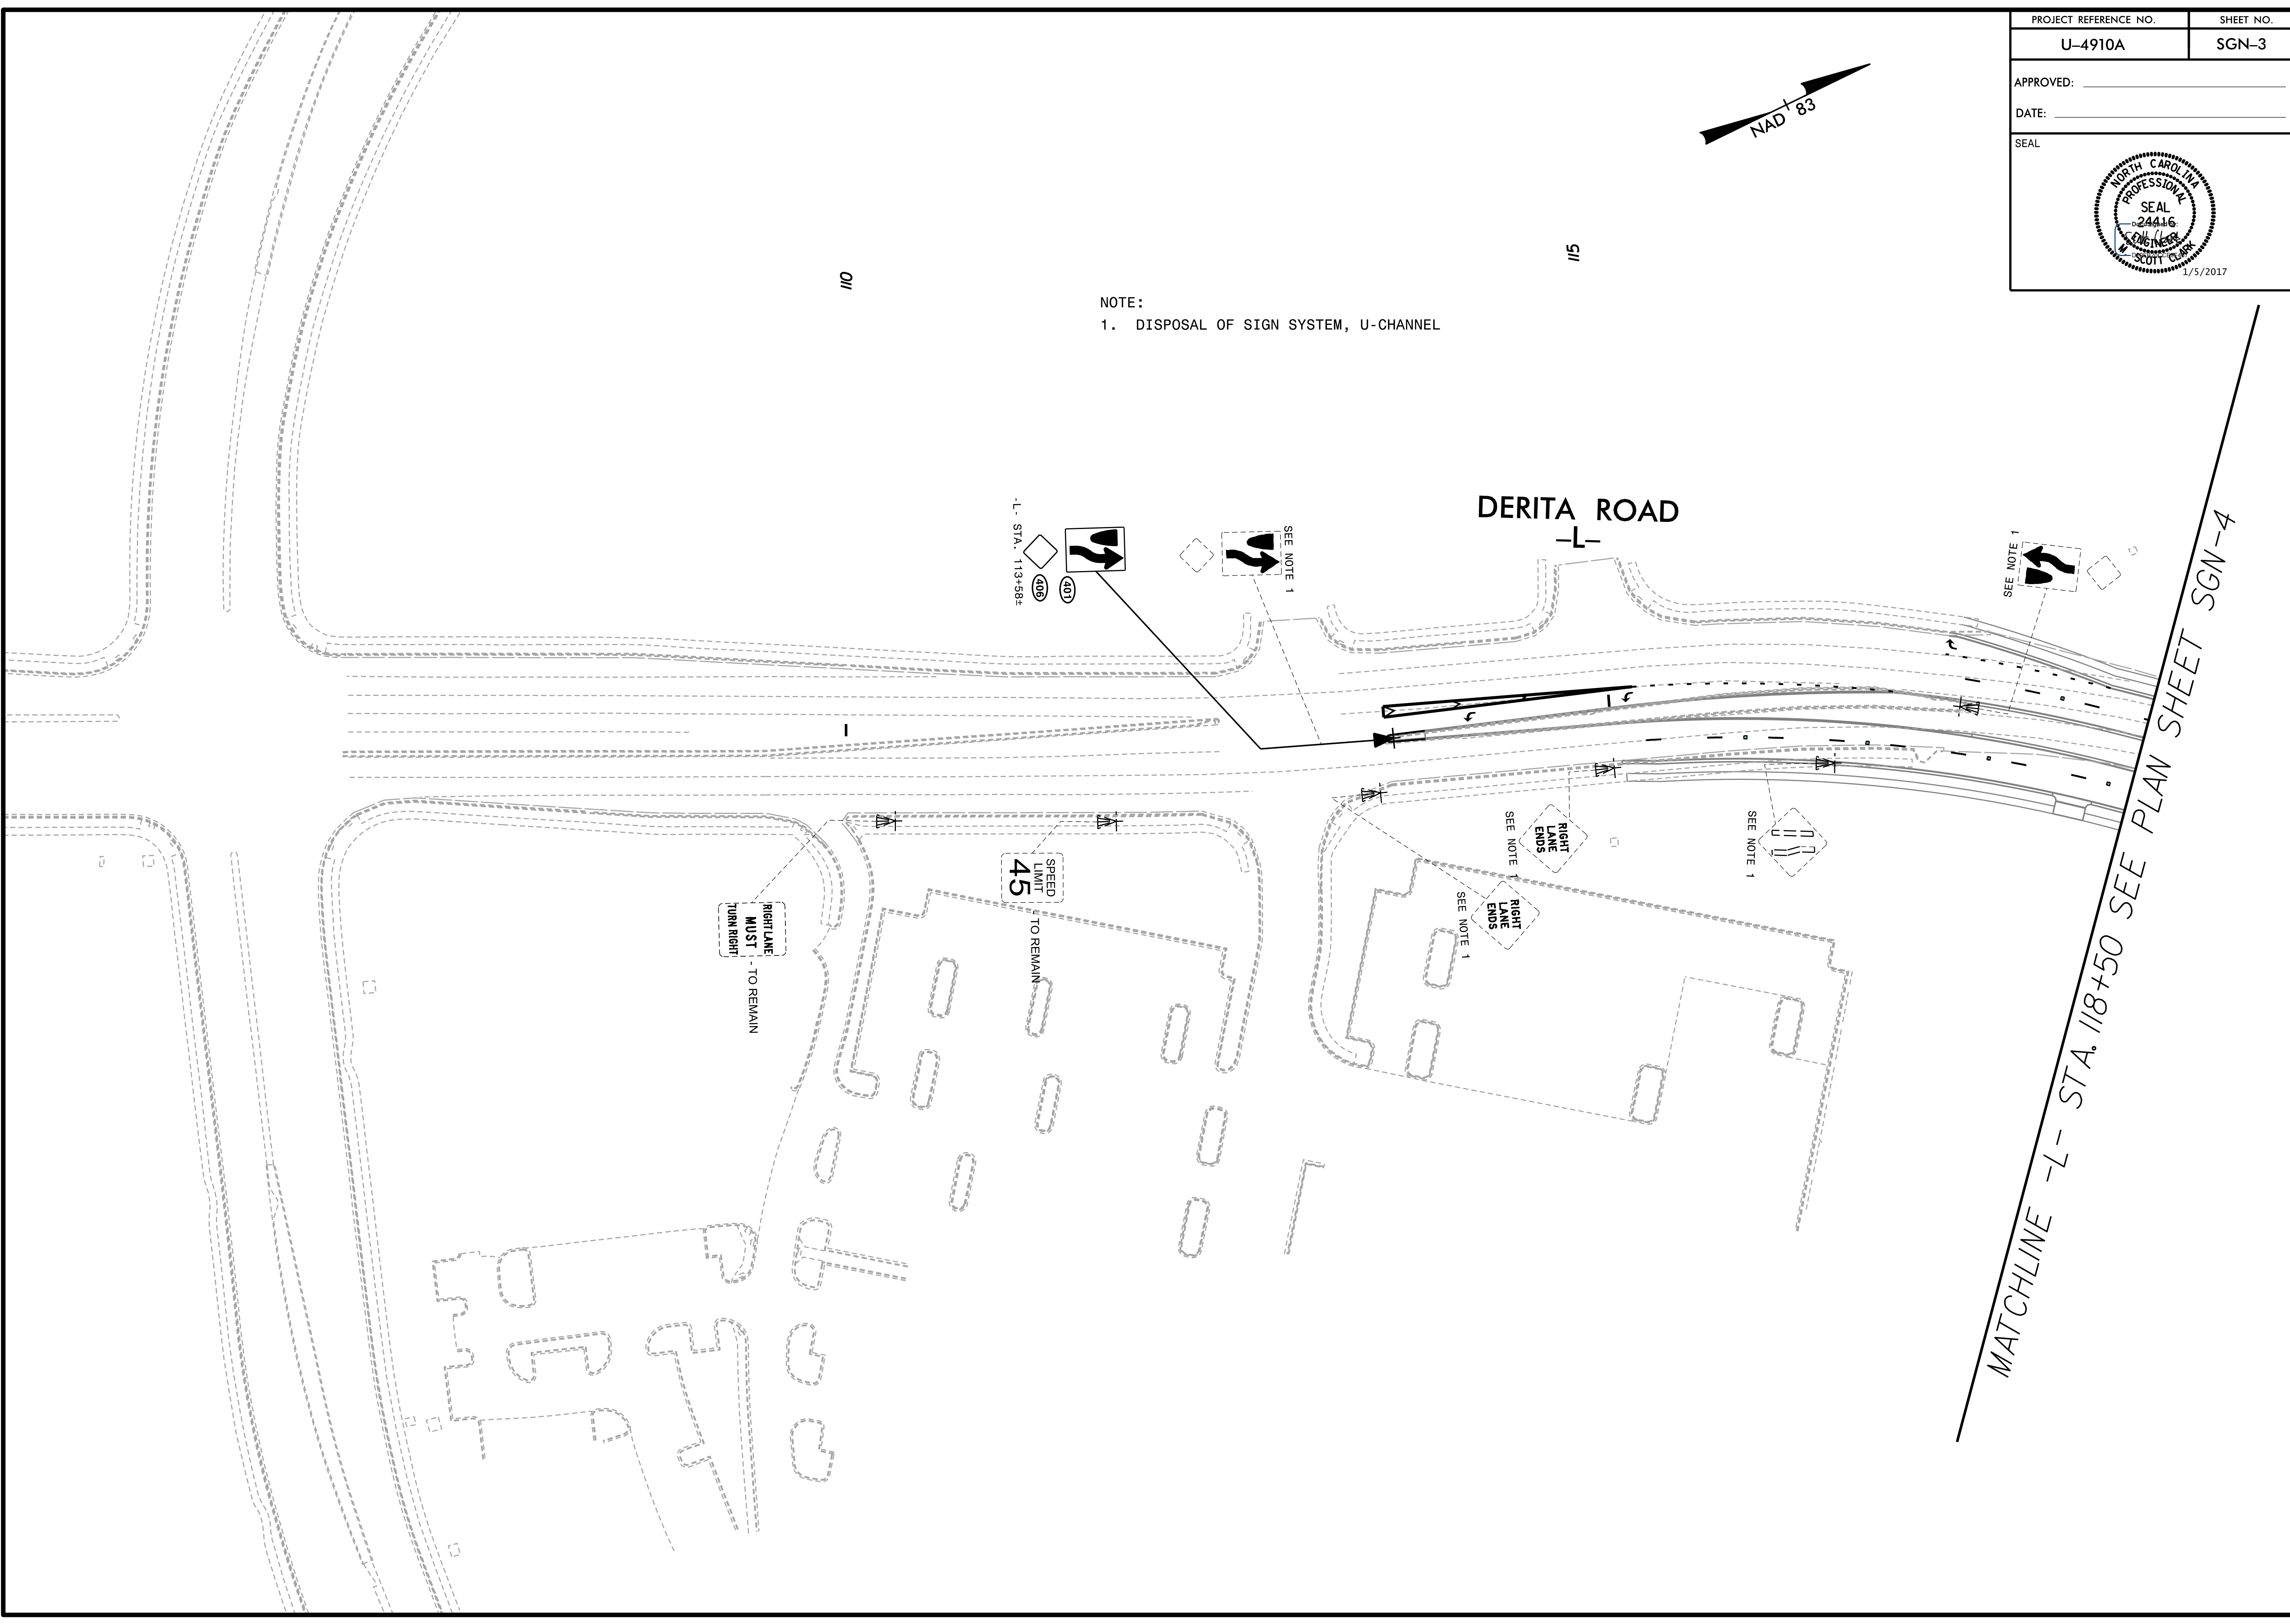 PROJECT REFERENCE NO.
SHEET NO.
U–4910A
SGN–3
APPROVED:
DATE:
SEAL
NORTH CAROLINA
PROFESSIONAL
SEAL
24416
ENGINEER
M. SCOTT CLARK
1/5/2017
NAD 83
110
115
NOTE:
1. DISPOSAL OF SIGN SYSTEM, U-CHANNEL
DERITA ROAD
–L–
-L- STA. 113+58±
406
401
SEE NOTE 1
SEE NOTE 1
MATCHLINE -L- STA. 118+50 SEE PLAN SHEET SGN-4
RIGHT LANE
MUST
TURN RIGHT
- TO REMAIN
SPEED
LIMIT
45
- TO REMAIN
SEE NOTE 1
RIGHT
LANE
ENDS
SEE NOTE 1
RIGHT
LANE
ENDS
SEE NOTE 1